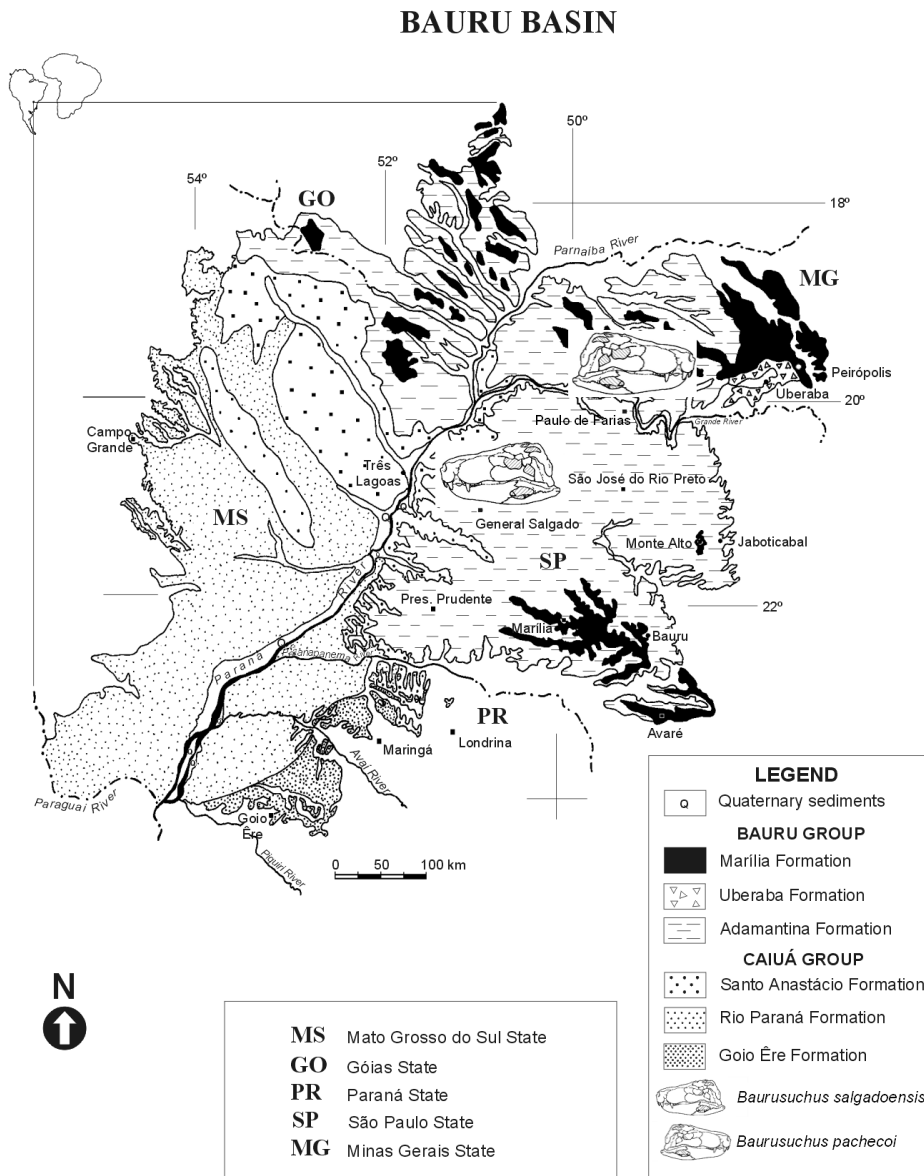 BAURU BASIN
50º
52º
54º
18º
GO
Parnaíba River
MG
Peirópolis
Uberaba
20º
Paulo de Farias
Grande River
Campo
Grande
Três
Lagoas
São José do Rio Preto
General Salgado
MS
Monte Alto
Jaboticabal
SP
River
Pres. Prudente
22º
Marília
Bauru
Paraná
Paranapanema River
PR
Avaré
Maringá
Londrina
Avaí River
Paraguaí River
Goio
Êre
Piquiri River
0 50 100 km
N
LEGEND
Q Quaternary sediments
BAURU GROUP
Marília Formation
Uberaba Formation
Adamantina Formation
CAIUÁ GROUP
Santo Anastácio Formation
Rio Paraná Formation
Goio Êre Formation
Baurusuchus salgadoensis
Baurusuchus pachecoi
MS Mato Grosso do Sul State
GO Góias State
PR Paraná State
SP São Paulo State
MG Minas Gerais State